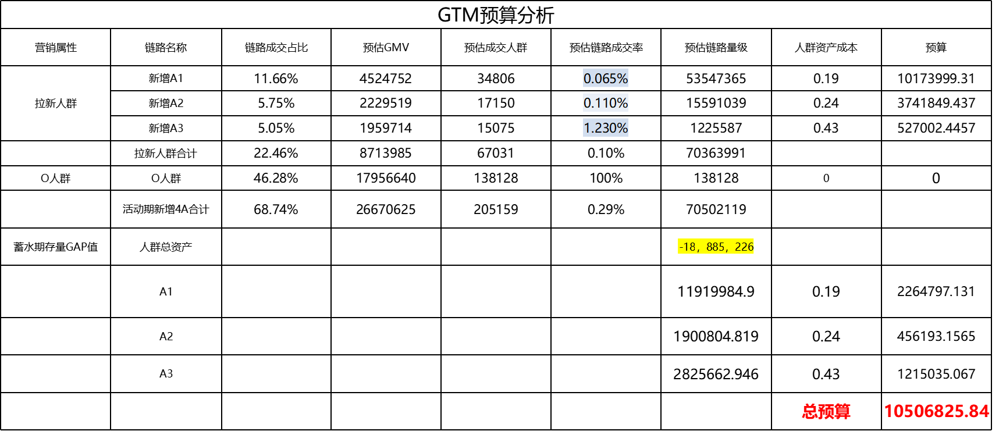 GTM预算分析
营销属性 链路名称 链路成交占比 预估GMV 预估成交人群 预估链路成交率 预估链路量级 人群资产成本 预算
拉新人群 新增A1 11.66% 4524752 34806 0.065% 53547365 0.19 10173999.31
新增A2 5.75% 2229519 17150 0.110% 15591039 0.24 3741849.437
新增A3 5.05% 1959714 15075 1.230% 1225587 0.43 527002.4457
拉新人群合计 22.46% 8713985 67031 0.10% 70363991
O人群 O人群 46.28% 17956640 138128 100% 138128 0 0
活动期新增4A合计 68.74% 26670625 205159 0.29% 70502119
蓄水期存量GAP值 人群总资产 -18，885，226
A1 11919984.9 0.19 2264797.131
A2 1900804.819 0.24 456193.1565
A3 2825662.946 0.43 1215035.067
总预算 10506825.84